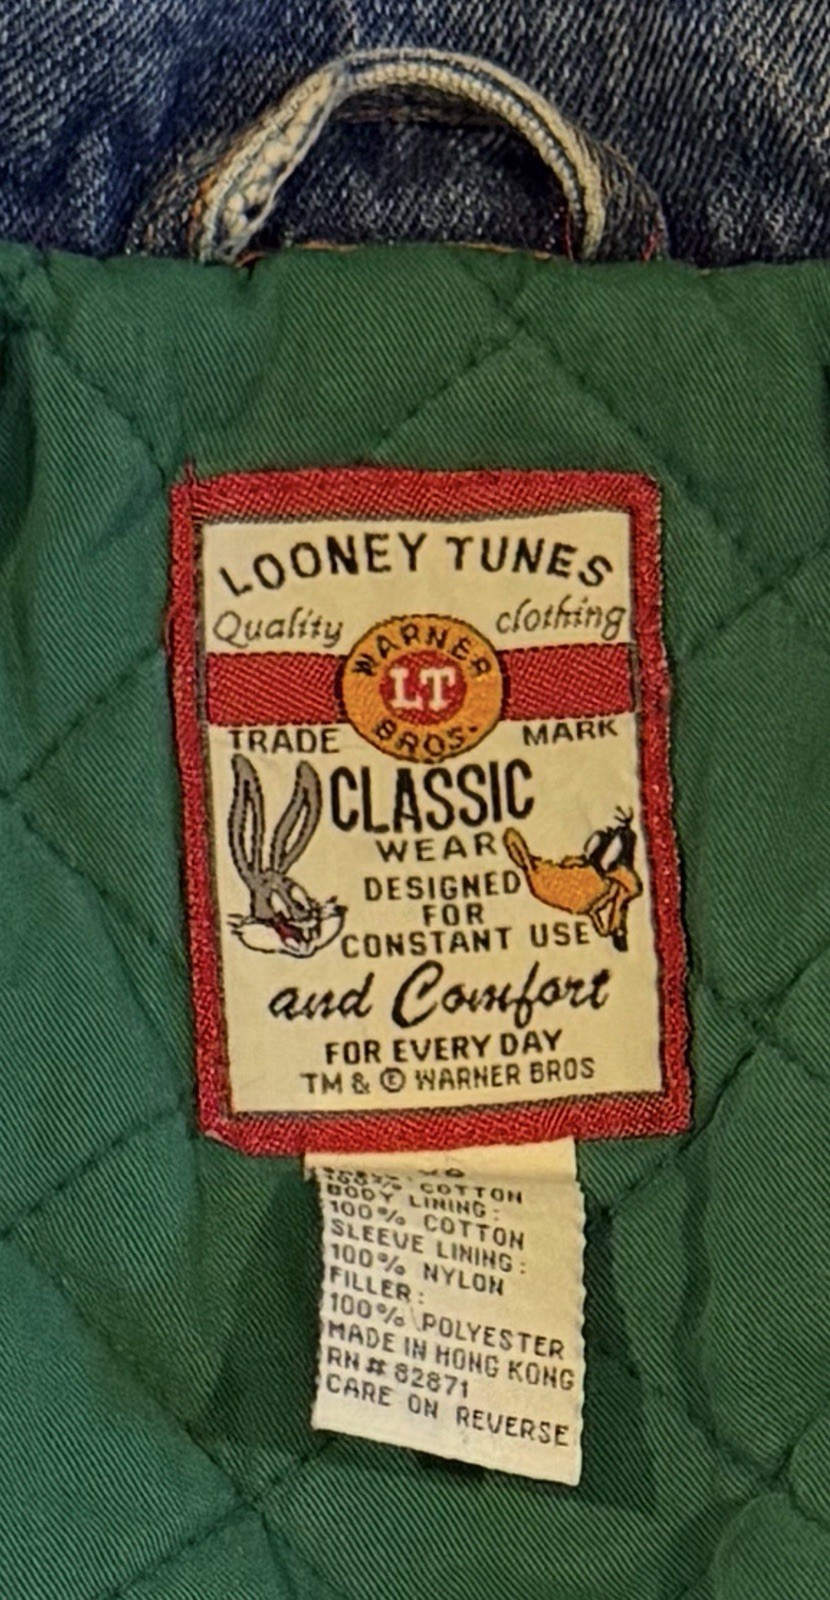 LOONEY TUNES
Quality clothing
WARNER
LT
BROS.
TRADE MARK
CLASSIC
WEAR
DESIGNED
FOR
CONSTANT USE
and Comfort
FOR EVERY DAY
TM & © WARNER BROS
100% COTTON
BODY LINING:
100% COTTON
SLEEVE LINING:
100% NYLON
FILLER:
100% POLYESTER
MADE IN HONG KONG
RN # 82871
CARE ON REVERSE